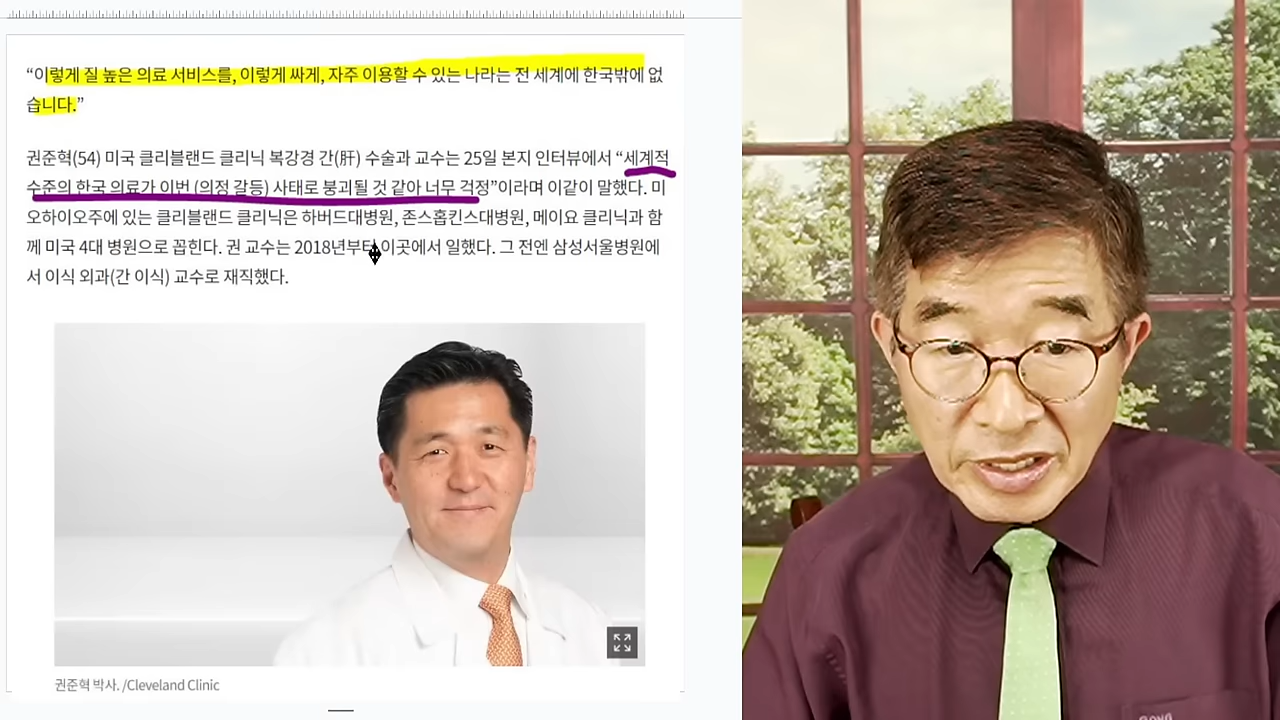 “이렇게 질 높은 의료 서비스를, 이렇게 싸게, 자주 이용할 수 있는 나라는 전 세계에 한국밖에 없
습니다.”
권준혁(54) 미국 클리블랜드 클리닉 복강경 간(肝) 수술과 교수는 25일 본지 인터뷰에서 “세계적
수준의 한국 의료가 이번 (의정 갈등) 사태로 붕괴될 것 같아 너무 걱정”이라며 이같이 말했다. 미
오하이오주에 있는 클리블랜드 클리닉은 하버드대병원, 존스홉킨스대병원, 메이요 클리닉과 함
께 미국 4대 병원으로 꼽힌다. 권 교수는 2018년부터 이곳에서 일했다. 그 전엔 삼성서울병원에
서 이식 외과(간 이식) 교수로 재직했다.
권준혁 박사. /Cleveland Clinic